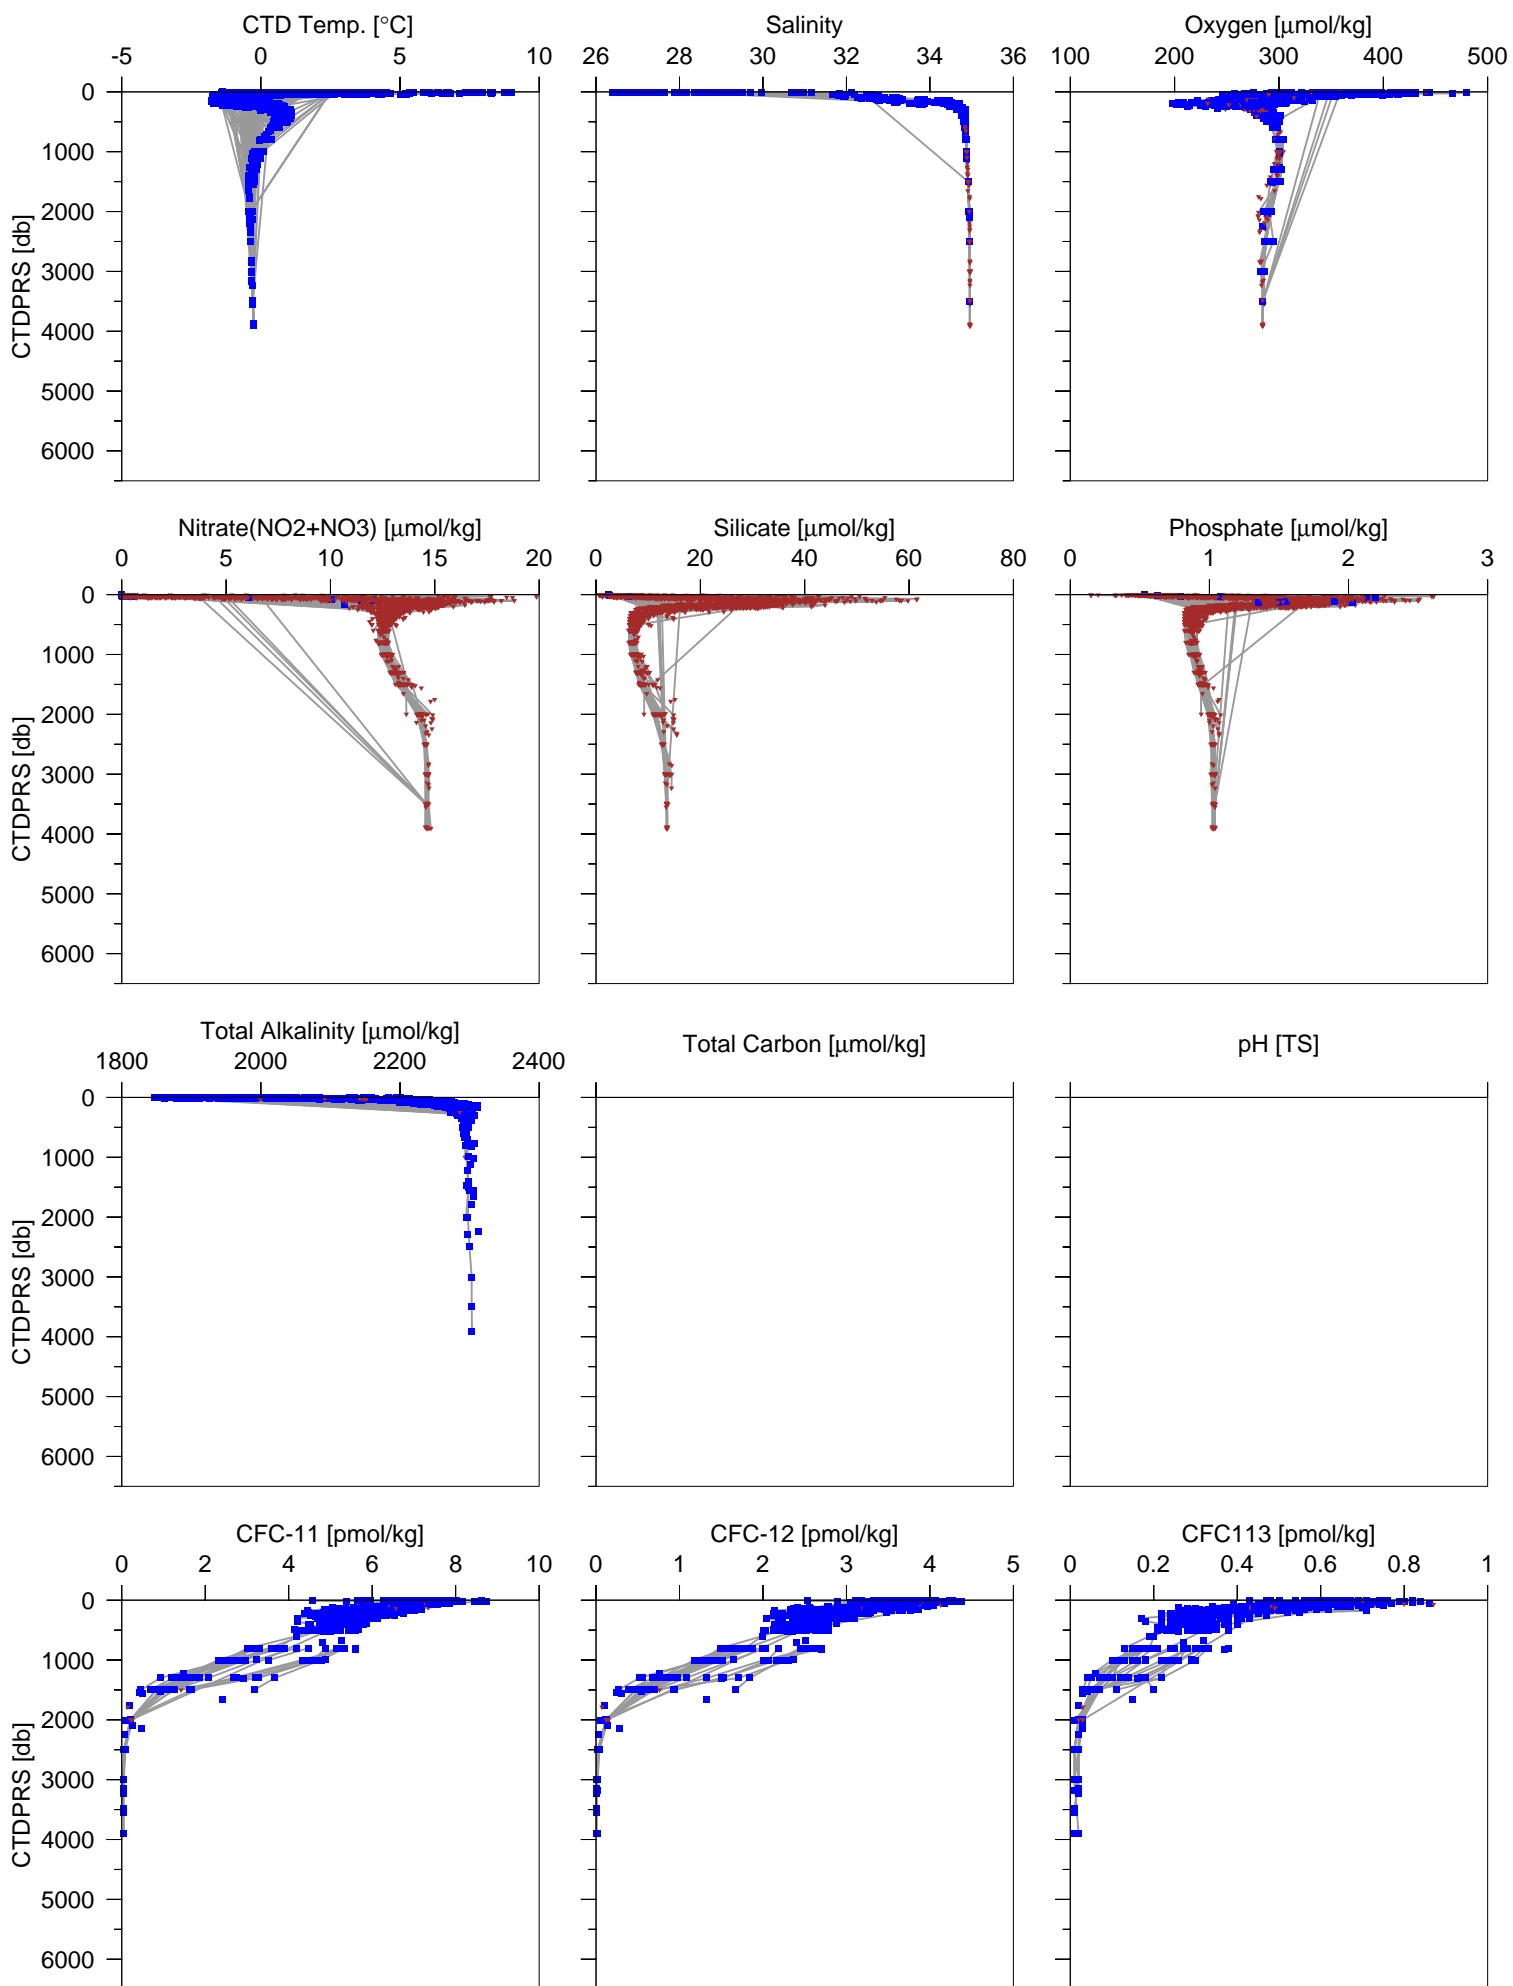 CTD Temp. [°C] Salinity Oxygen [μmol/kg]
-5 0 5 10 26 28 30 32 34 36 100 200 300 400 500
0
1000
2000
3000
4000
5000
6000
CTDPRS [db]
Nitrate(NO2+NO3) [μmol/kg] Silicate [μmol/kg] Phosphate [μmol/kg]
0 5 10 15 20 0 20 40 60 80 0 1 2 3
0
1000
2000
3000
4000
5000
6000
CTDPRS [db]
Total Alkalinity [μmol/kg] Total Carbon [μmol/kg] pH [TS]
1800 2000 2200 2400
0
1000
2000
3000
4000
5000
6000
CTDPRS [db]
CFC-11 [pmol/kg] CFC-12 [pmol/kg] CFC113 [pmol/kg]
0 2 4 6 8 10 0 1 2 3 4 5 0 0.2 0.4 0.6 0.8 1
0
1000
2000
3000
4000
5000
6000
CTDPRS [db]